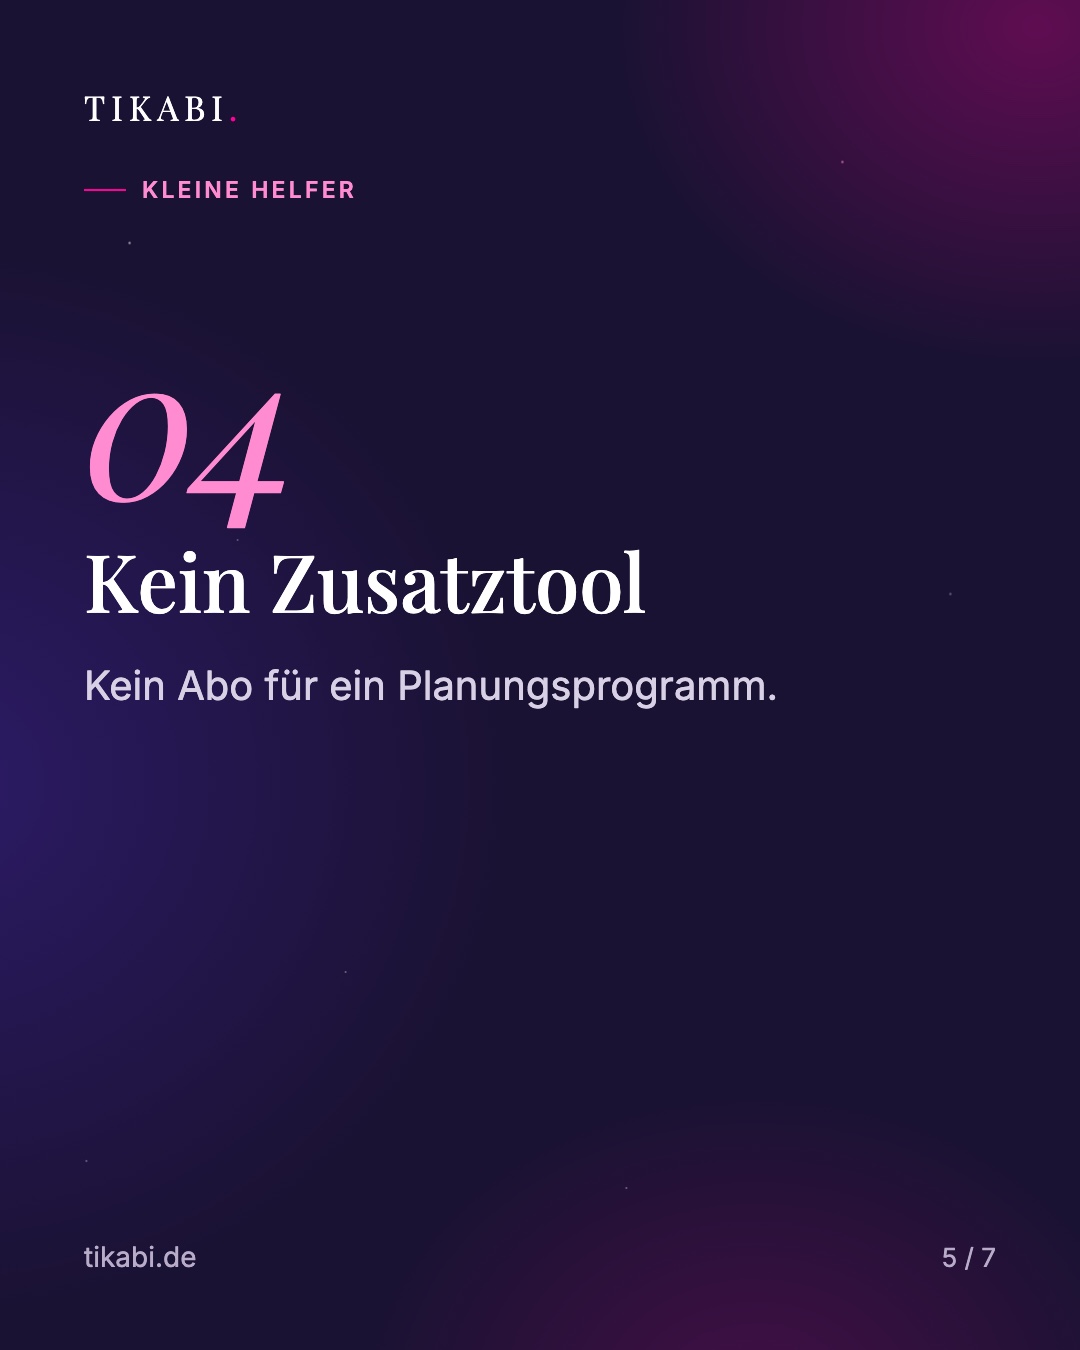 TIKABI.
KLEINE HELFER
04
Kein Zusatztool
Kein Abo für ein Planungsprogramm.
tikabi.de
5 / 7